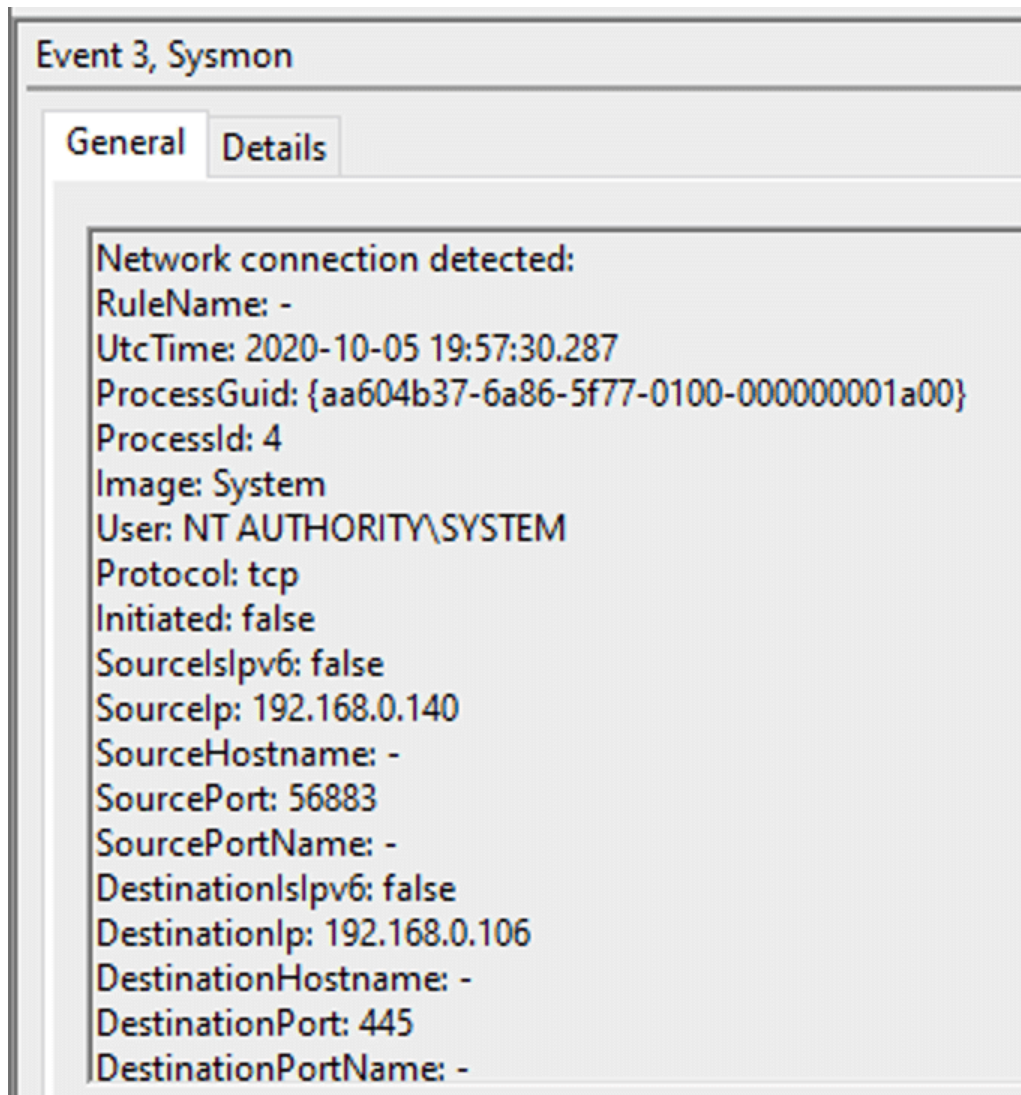 Event 3, Sysmon
General
Details
Network connection detected:
RuleName: -
UtcTime: 2020-10-05 19:57:30.287
ProcessGuid: {aa604b37-6a86-5f77-0100-000000001a00}
ProcessId: 4
Image: System
User: NT AUTHORITY\SYSTEM
Protocol: tcp
Initiated: false
SourceIsIpv6: false
SourceIp: 192.168.0.140
SourceHostname: -
SourcePort: 56883
SourcePortName: -
DestinationIsIpv6: false
DestinationIp: 192.168.0.106
DestinationHostname: -
DestinationPort: 445
DestinationPortName: -